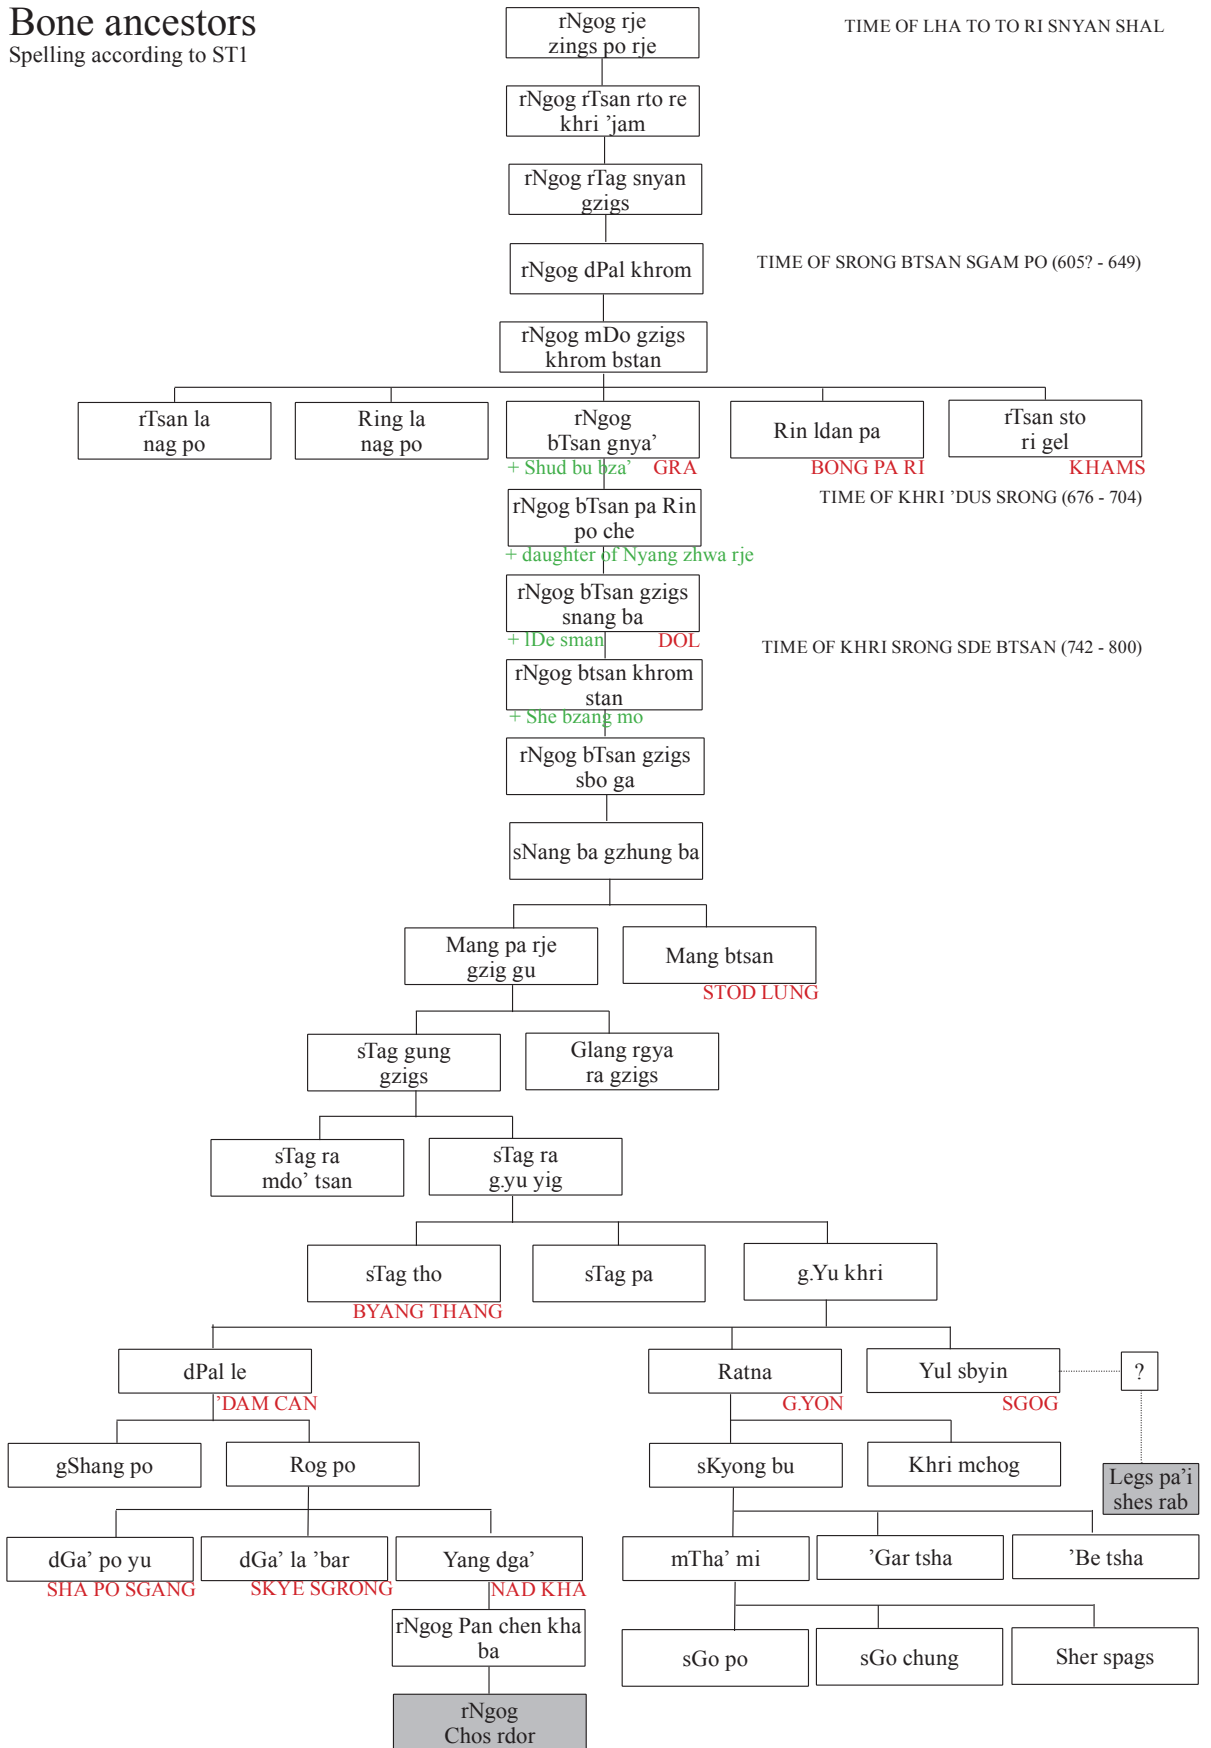 Bone ancestors
Spelling according to ST1
TIME OF LHA TO TO RI SNYAN SHAL
rNgog rje
zings po rje
rNgog rTsan rto re
khri ’jam
rNgog rTag snyan
gzigs
rNgog dPal khrom
TIME OF SRONG BTSAN SGAM PO (605? - 649)
rNgog mDo gzigs
khrom bstan
rTsan la
nag po
Ring la
nag po
rNgog
bTsan gnya’
Rin ldan pa
rTsan sto
ri gel
+ Shud bu bza’
GRA
BONG PA RI
KHAMS
TIME OF KHRI ’DUS SRONG (676 - 704)
rNgog bTsan pa Rin
po che
+ daughter of Nyang zhwa rje
rNgog bTsan gzigs
snang ba
+ lDe sman
DOL
TIME OF KHRI SRONG SDE BTSAN (742 - 800)
rNgog btsan khrom
stan
+ She bzang mo
rNgog bTsan gzigs
sbo ga
sNang ba gzhung ba
Mang pa rje
gzig gu
Mang btsan
STOD LUNG
sTag gung
gzigs
Glang rgya
ra gzigs
sTag ra
mdo’ tsan
sTag ra
g.yu yig
sTag tho
sTag pa
g.Yu khri
BYANG THANG
dPal le
Ratna
Yul sbyin
?
’DAM CAN
G.YON
SGOG
gShang po
Rog po
sKyong bu
Khri mchog
Legs pa’i
shes rab
dGa’ po yu
dGa’ la ’bar
Yang dga’
mTha’ mi
’Gar tsha
’Be tsha
SHA PO SGANG
SKYE SGRONG
NAD KHA
rNgog Pan chen kha
ba
sGo po
sGo chung
Sher spags
rNgog
Chos rdor